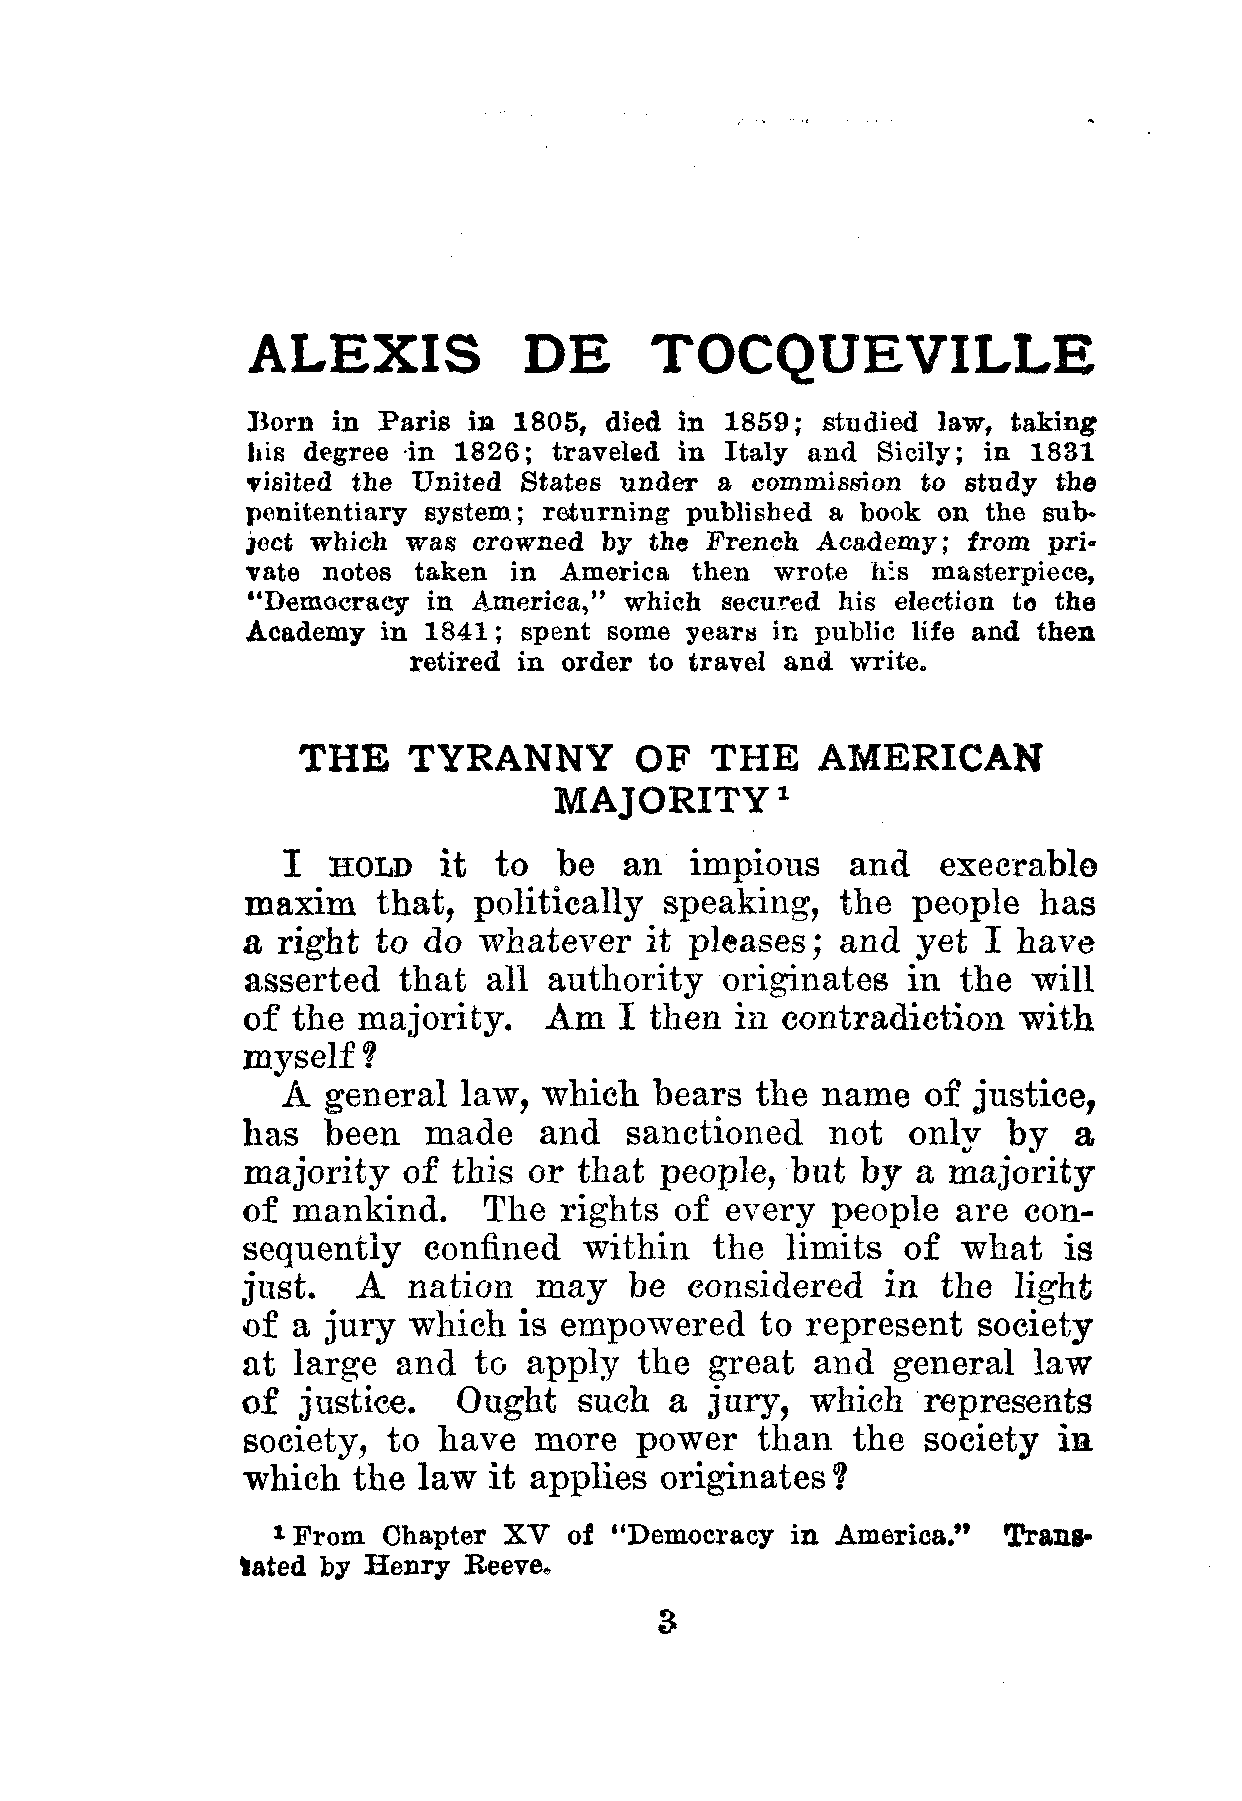 ALEXIS DE TOCQUEVILLE
Born in Paris in 1805, died in 1859; studied law, taking
his degree in 1826; traveled in Italy and Sicily; in 1831
visited the United States under a commission to study the
penitentiary system; returning published a book on the sub-
ject which was crowned by the French Academy; from pri-
vate notes taken in America then wrote his masterpiece,
"Democracy in America," which secured his election to the
Academy in 1841; spent some years in public life and then
retired in order to travel and write.
THE TYRANNY OF THE AMERICAN
MAJORITY¹
I HOLD it to be an impious and execrable
maxim that, politically speaking, the people has
a right to do whatever it pleases; and yet I have
asserted that all authority originates in the will
of the majority. Am I then in contradiction with
myself?
A general law, which bears the name of justice,
has been made and sanctioned not only by a
majority of this or that people, but by a majority
of mankind. The rights of every people are con-
sequently confined within the limits of what is
just. A nation may be considered in the light
of a jury which is empowered to represent society
at large and to apply the great and general law
of justice. Ought such a jury, which represents
society, to have more power than the society in
which the law it applies originates?
¹ From Chapter XV of "Democracy in America." Trans-
lated by Henry Reeve.
3